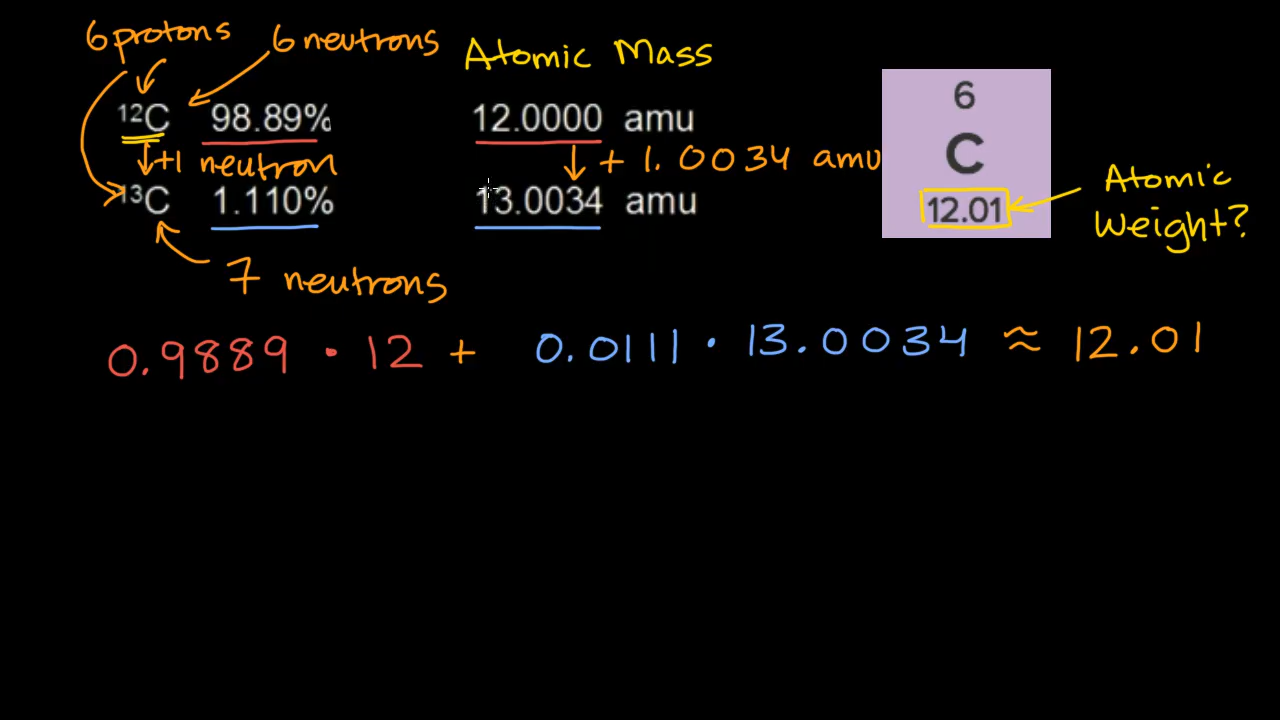 6 protons
6 neutrons
Atomic Mass
¹²C 98.89% 12.0000 amu
+1 neutron
+ 1.0034 amu
¹³C 1.110% 13.0034 amu
7 neutrons
6
C
12.01
Atomic
Weight?
0.9889 · 12 + 0.0111 · 13.0034 ≈ 12.01